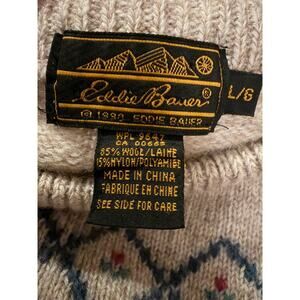 Eddie Bauer®
© 1990 EDDIE BAUER
L/G
WPL 9647
CA 00665
85% WOOL/LAINE
15% NYLON/POLYAMIDE
MADE IN CHINA
FABRIQUE EN CHINE
SEE SIDE FOR CARE